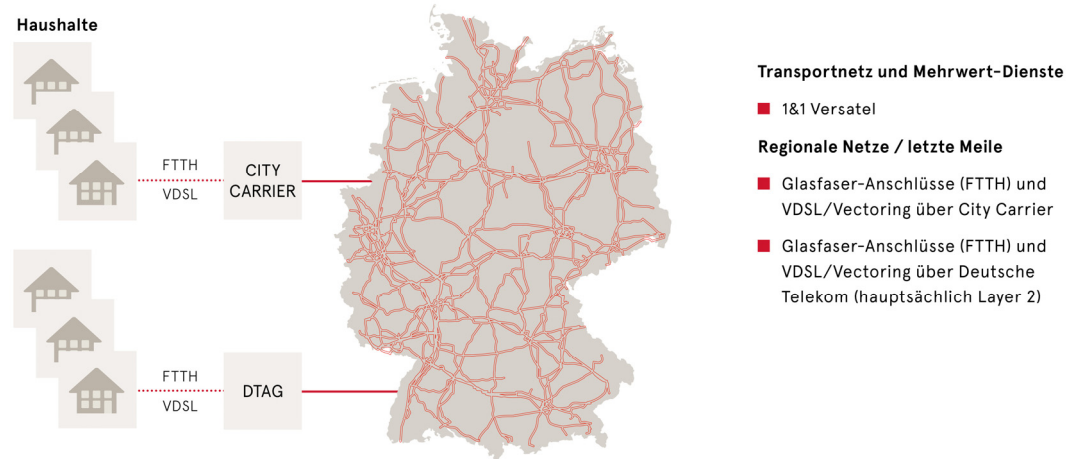 Haushalte
FTTH
VDSL
CITY
CARRIER
FTTH
VDSL
DTAG
Transportnetz und Mehrwert-Dienste
1&1 Versatel
Regionale Netze / letzte Meile
Glasfaser-Anschlüsse (FTTH) und
VDSL/Vectoring über City Carrier
Glasfaser-Anschlüsse (FTTH) und
VDSL/Vectoring über Deutsche
Telekom (hauptsächlich Layer 2)